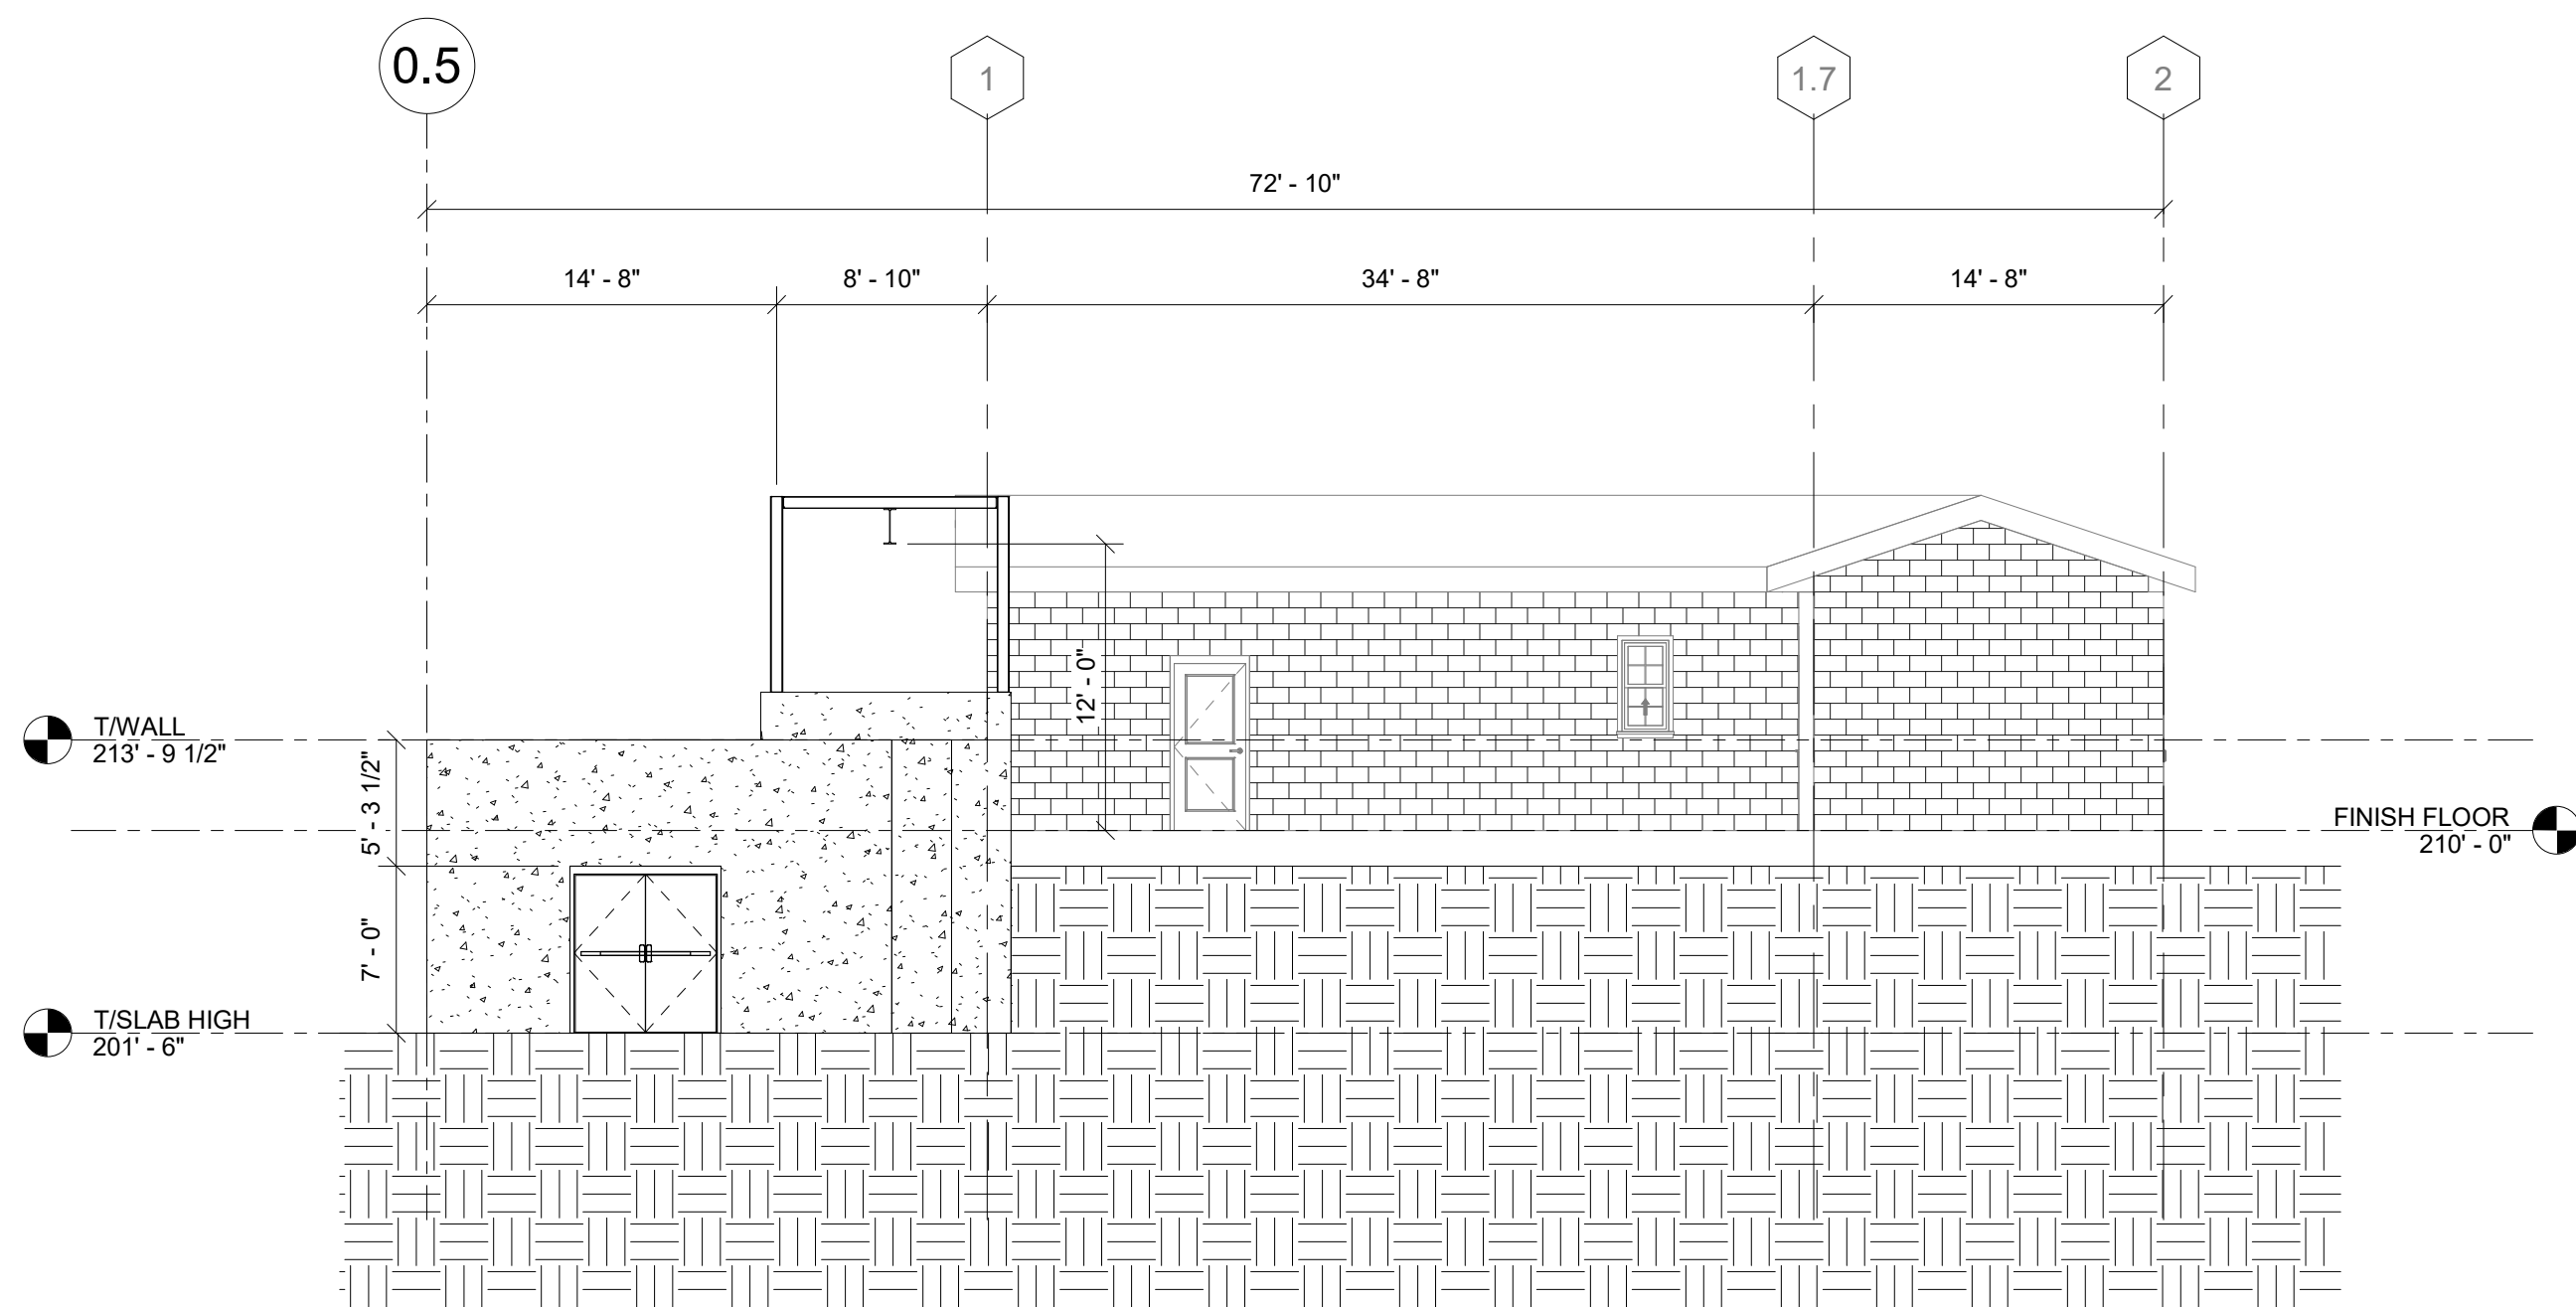 0.5
1
1.7
2
72' - 10"
14' - 8"
8' - 10"
34' - 8"
14' - 8"
12' - 0"
T/WALL
213' - 9 1/2"
5' - 3 1/2"
FINISH FLOOR
210' - 0"
7' - 0"
T/SLAB HIGH
201' - 6"